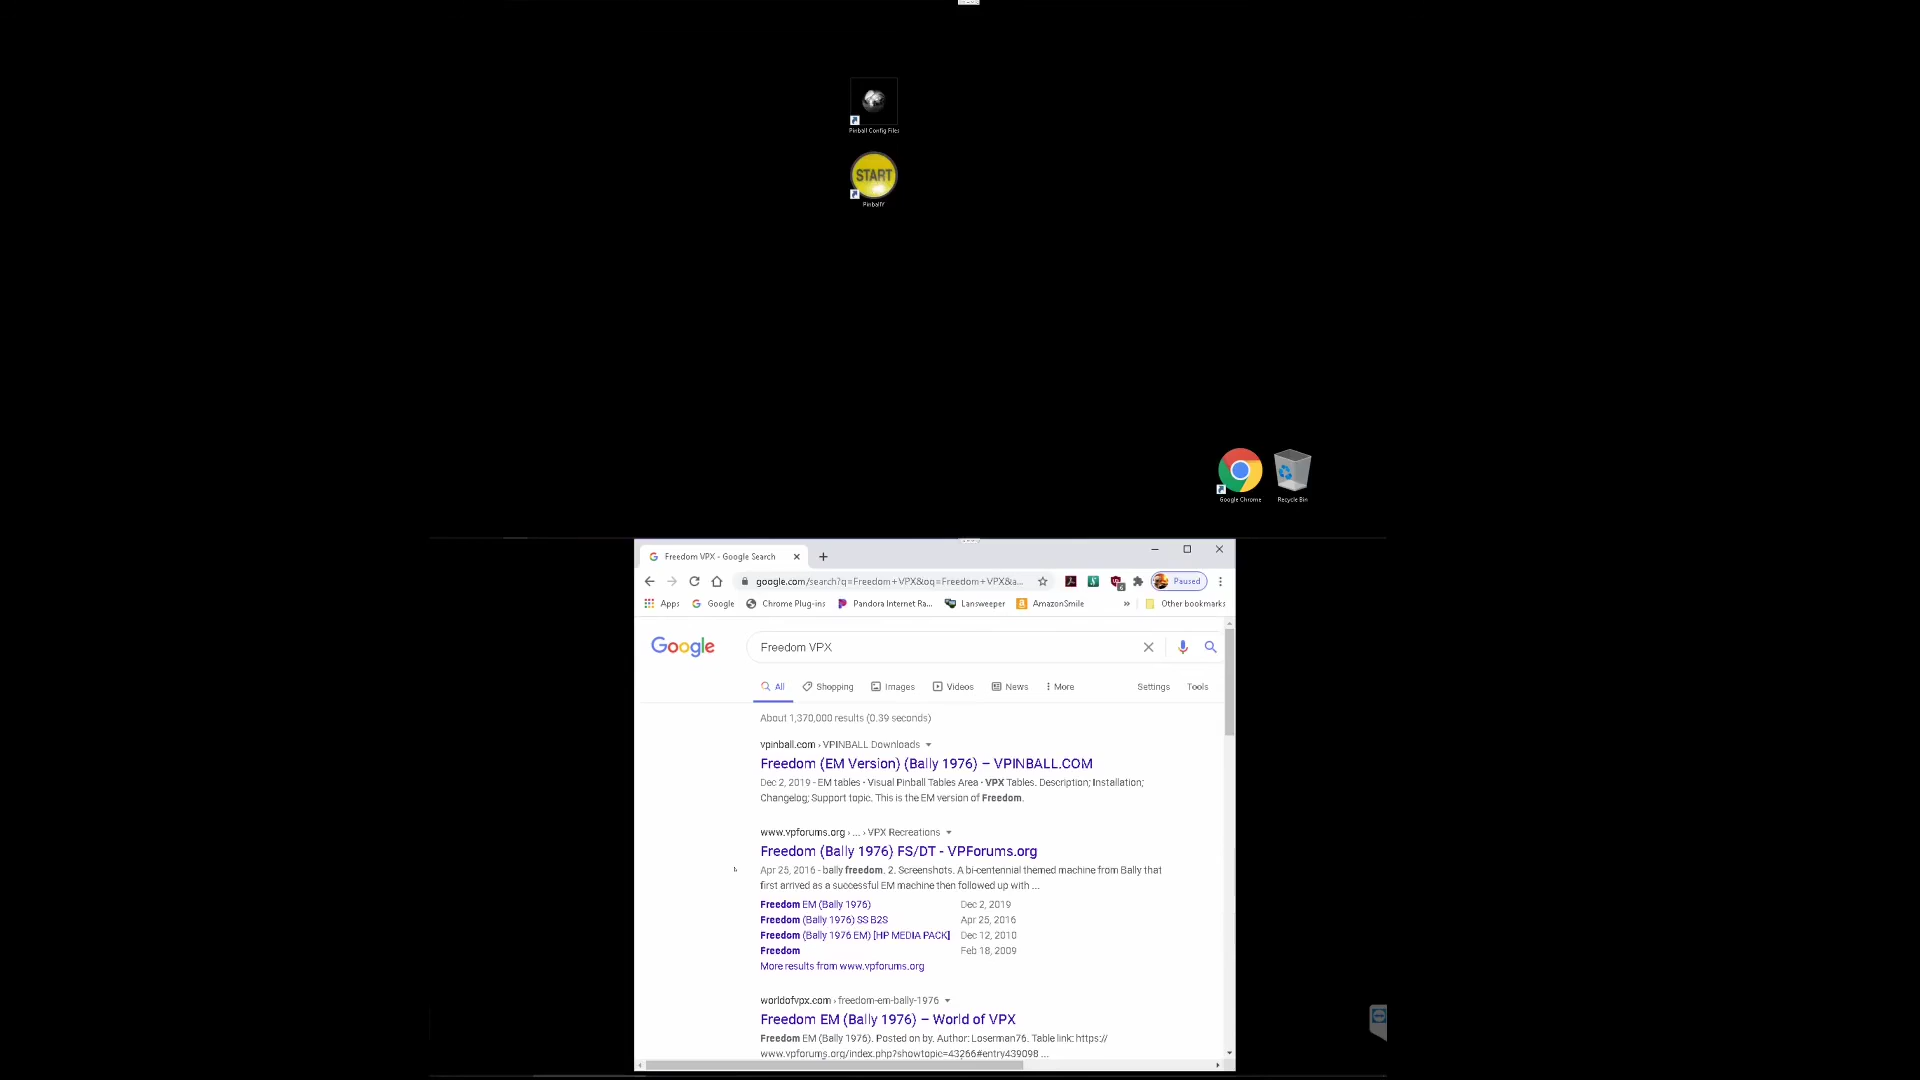 Pinball Config Files
START
PinballY
Google Chrome
Recycle Bin
Freedom VPX - Google Search
google.com/search?q=Freedom+VPX&oq=Freedom+VPX&a...
Paused
Apps
Google
Chrome Plug-ins
Pandora Internet Ra...
Lansweeper
AmazonSmile
»
Other bookmarks
Google
Freedom VPX
All
Shopping
Images
Videos
News
More
Settings
Tools
About 1,370,000 results (0.39 seconds)
vpinball.com › VPINBALL Downloads
Freedom (EM Version) (Bally 1976) – VPINBALL.COM
Dec 2, 2019 - EM tables · Visual Pinball Tables Area · VPX Tables. Description; Installation;
Changelog; Support topic. This is the EM version of Freedom.
www.vpforums.org › ... › VPX Recreations
Freedom (Bally 1976) FS/DT - VPForums.org
Apr 25, 2016 - bally freedom. 2. Screenshots. A bi-centennial themed machine from Bally that
first arrived as a successful EM machine then followed up with ...
Freedom EM (Bally 1976) Dec 2, 2019
Freedom (Bally 1976) SS B2S Apr 25, 2016
Freedom (Bally 1976 EM) [HP MEDIA PACK] Dec 12, 2010
Freedom Feb 18, 2009
More results from www.vpforums.org
worldofvpx.com › freedom-em-bally-1976
Freedom EM (Bally 1976) – World of VPX
Freedom EM (Bally 1976). Posted on by. Author: Loserman76. Table link: https://
www.vpforums.org/index.php?showtopic=43266#entry439098 ...